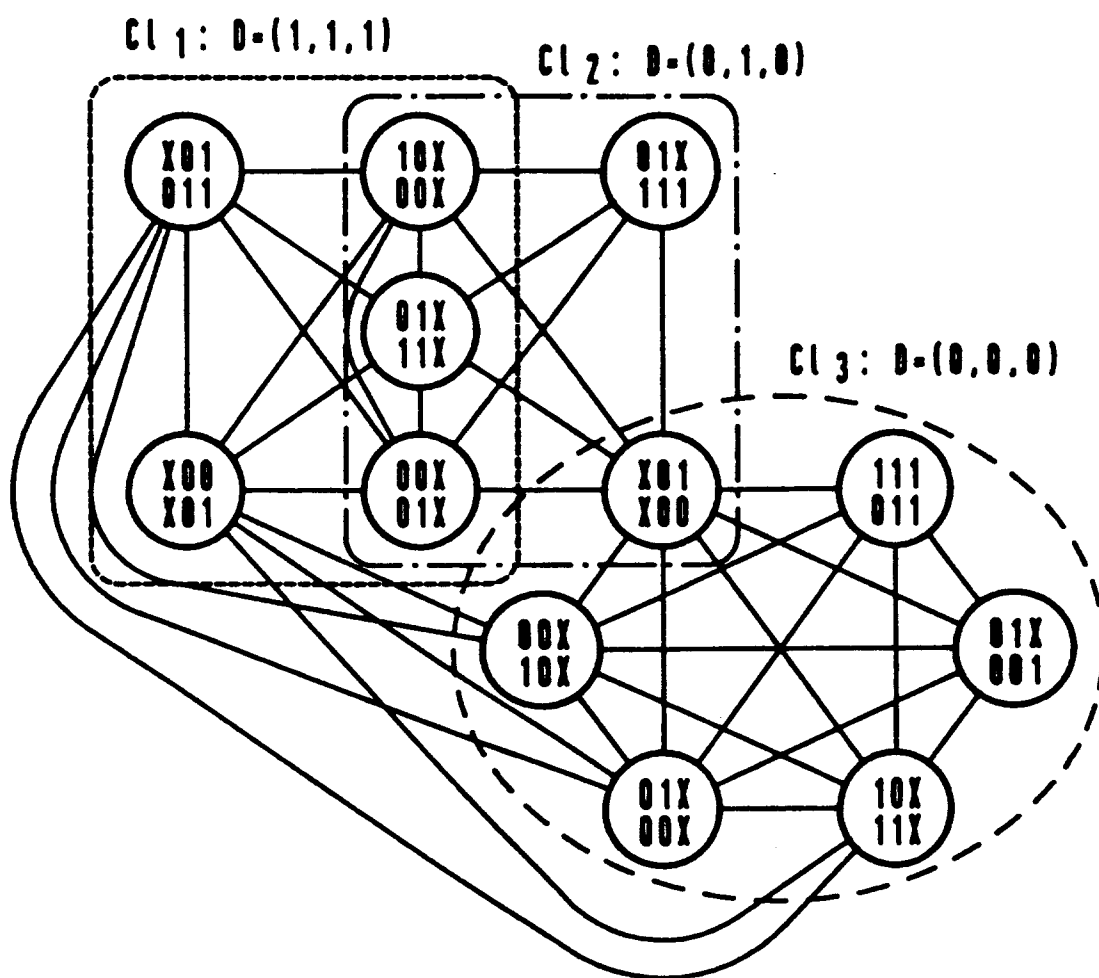 Cl 1: D=(1,1,1)
Cl 2: D=(0,1,0)
X01
011
10X
00X
01X
111
01X
11X
Cl 3: D=(0,0,0)
X00
X01
00X
01X
X01
X00
111
011
00X
10X
01X
001
01X
00X
10X
11X